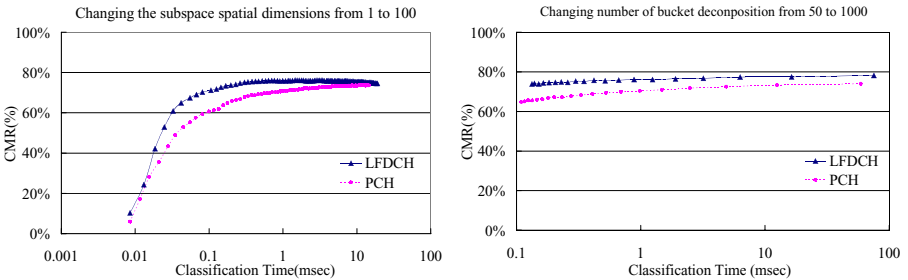 Changing the subspace spatial dimensions from 1 to 100
100%
80%
60%
40%
20%
0%
CMR(%)
LFDCH
PCH
0.001 0.01 0.1 1 10 100
Classification Time(msec)
Changing number of bucket deconposition from 50 to 1000
100%
80%
60%
40%
20%
0%
CMR(%)
LFDCH
PCH
0.1 1 10 100
Classification Time(msec)